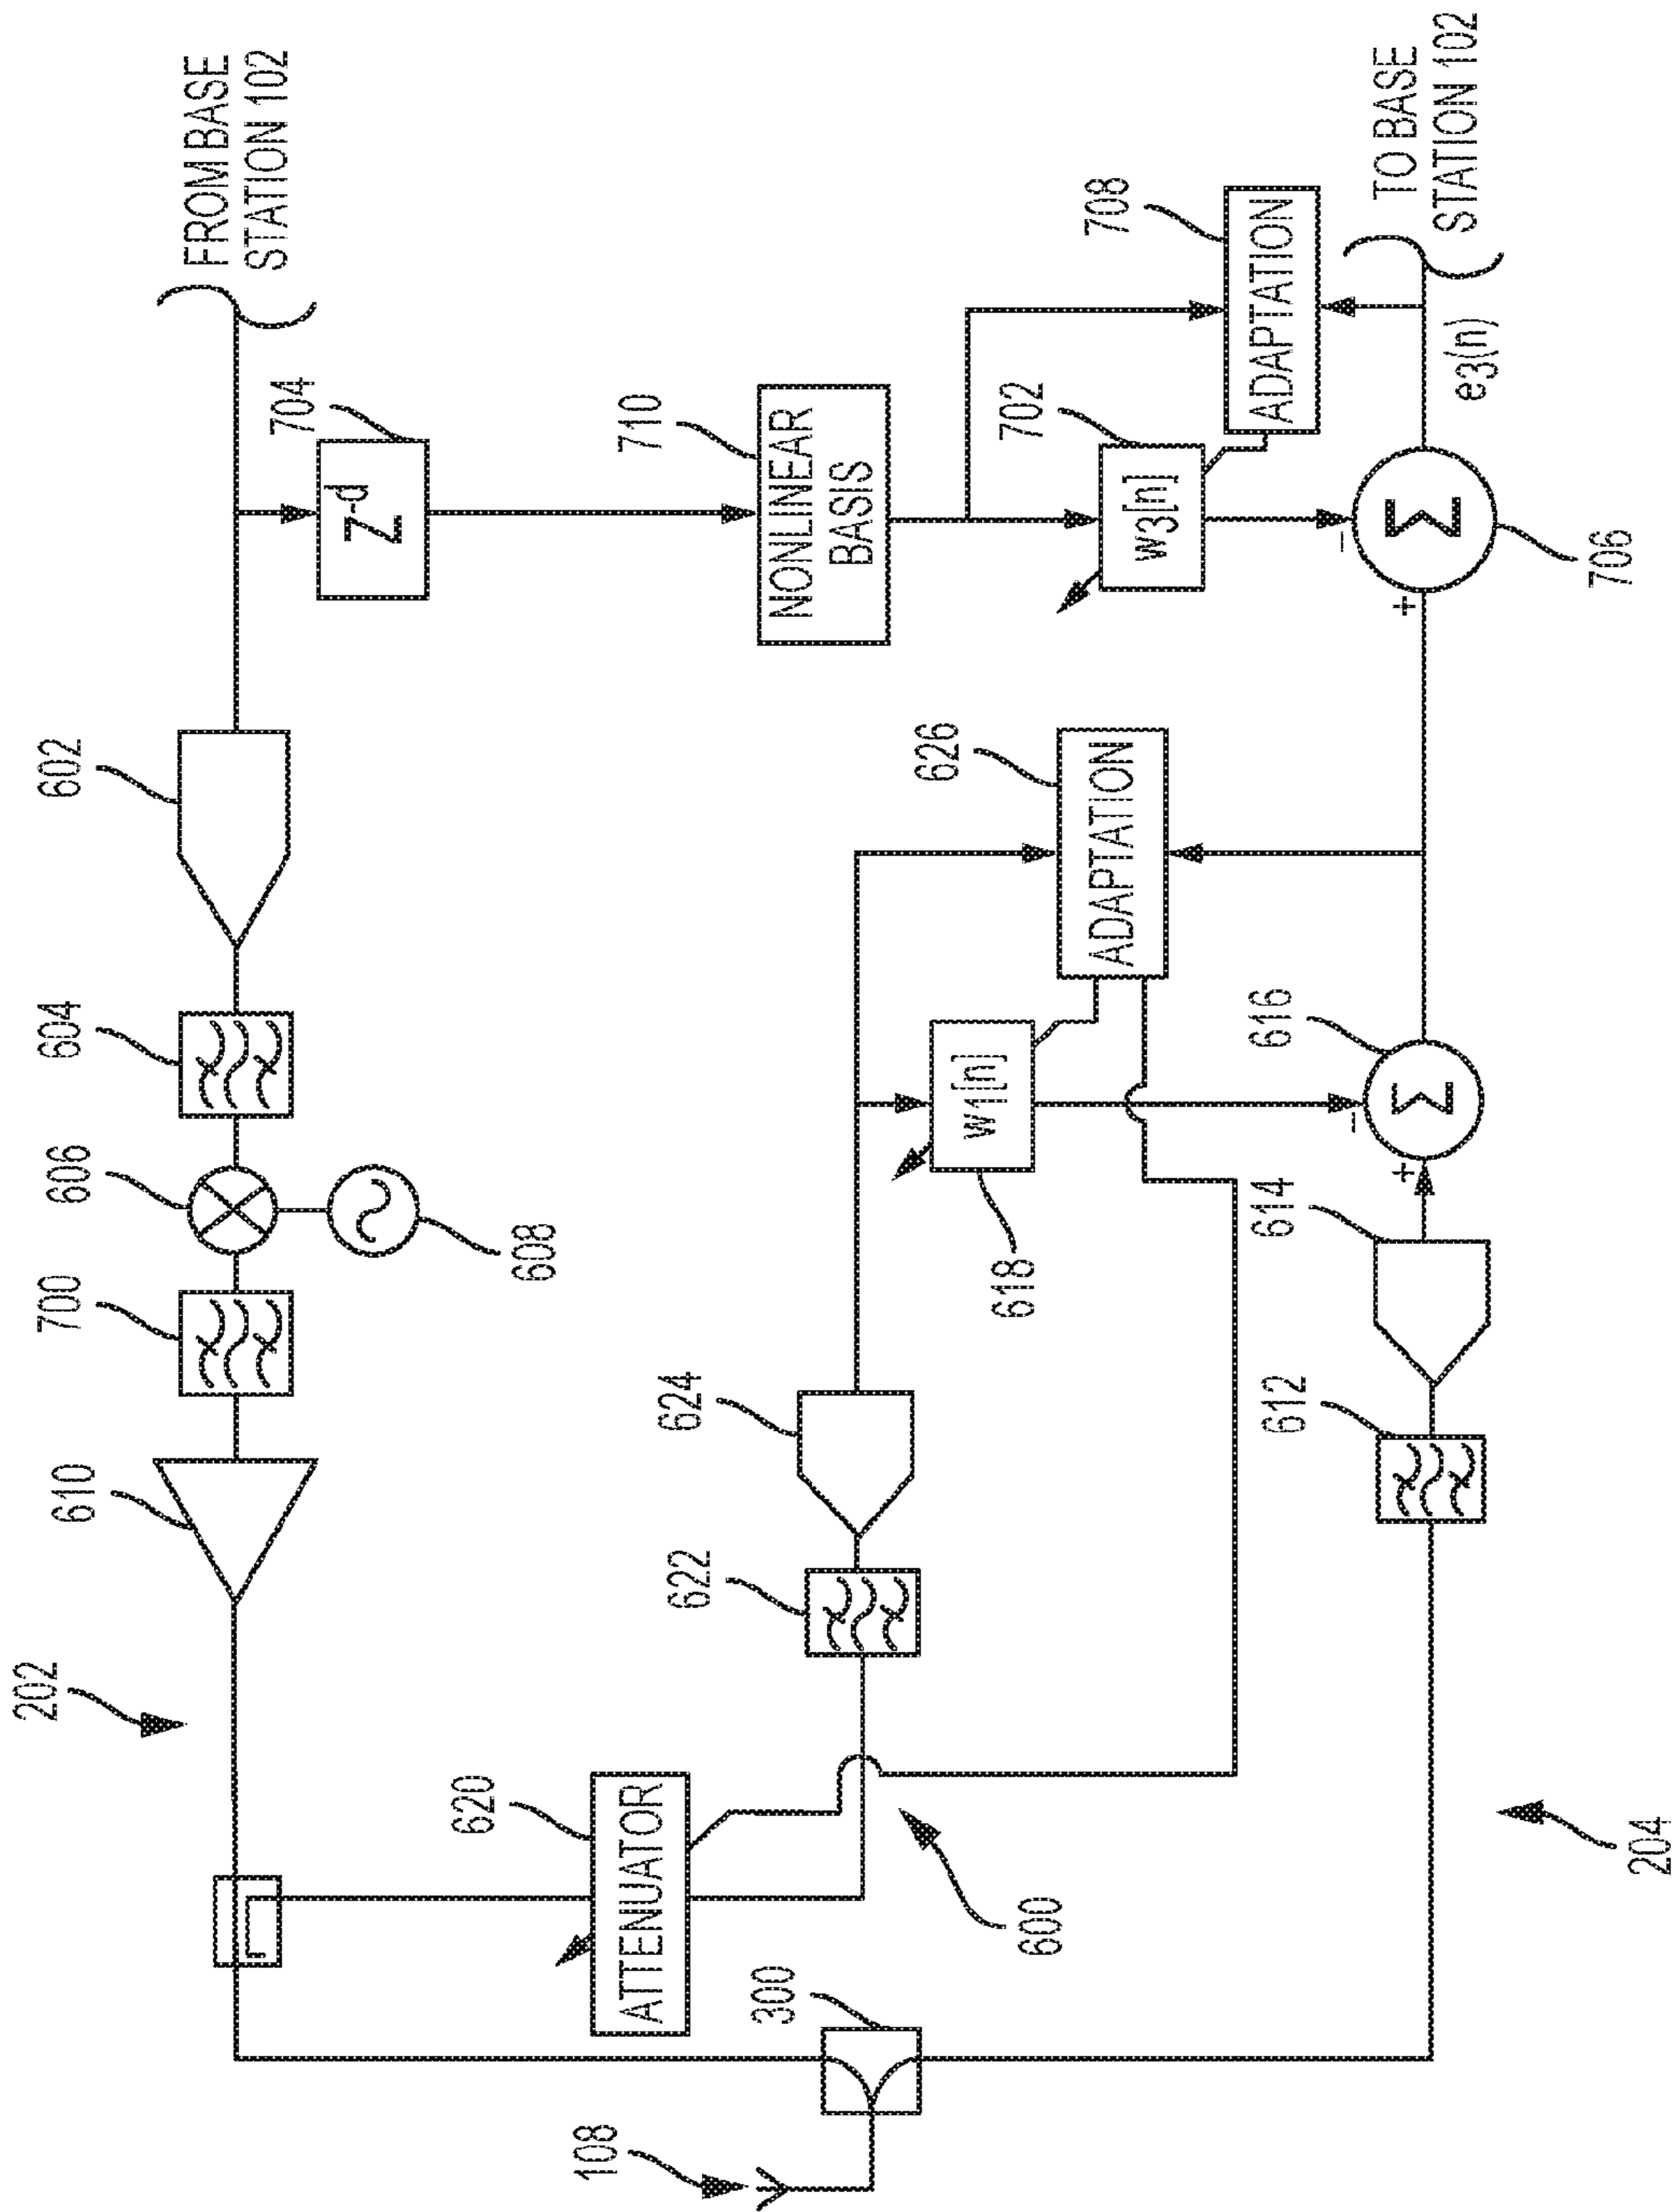 FROM BASE
STATION 102
202
610
700
606
604
602
608
704
Z-d
710
NONLINEAR
BASIS
620
ATTENUATOR
622
624
626
ADAPTATION
702
w3[n]
708
ADAPTATION
618
w1[n]
108
300
600
612
614
616
+
−
Σ
+
−
Σ
706
e3(n)
TO BASE
STATION 102
204